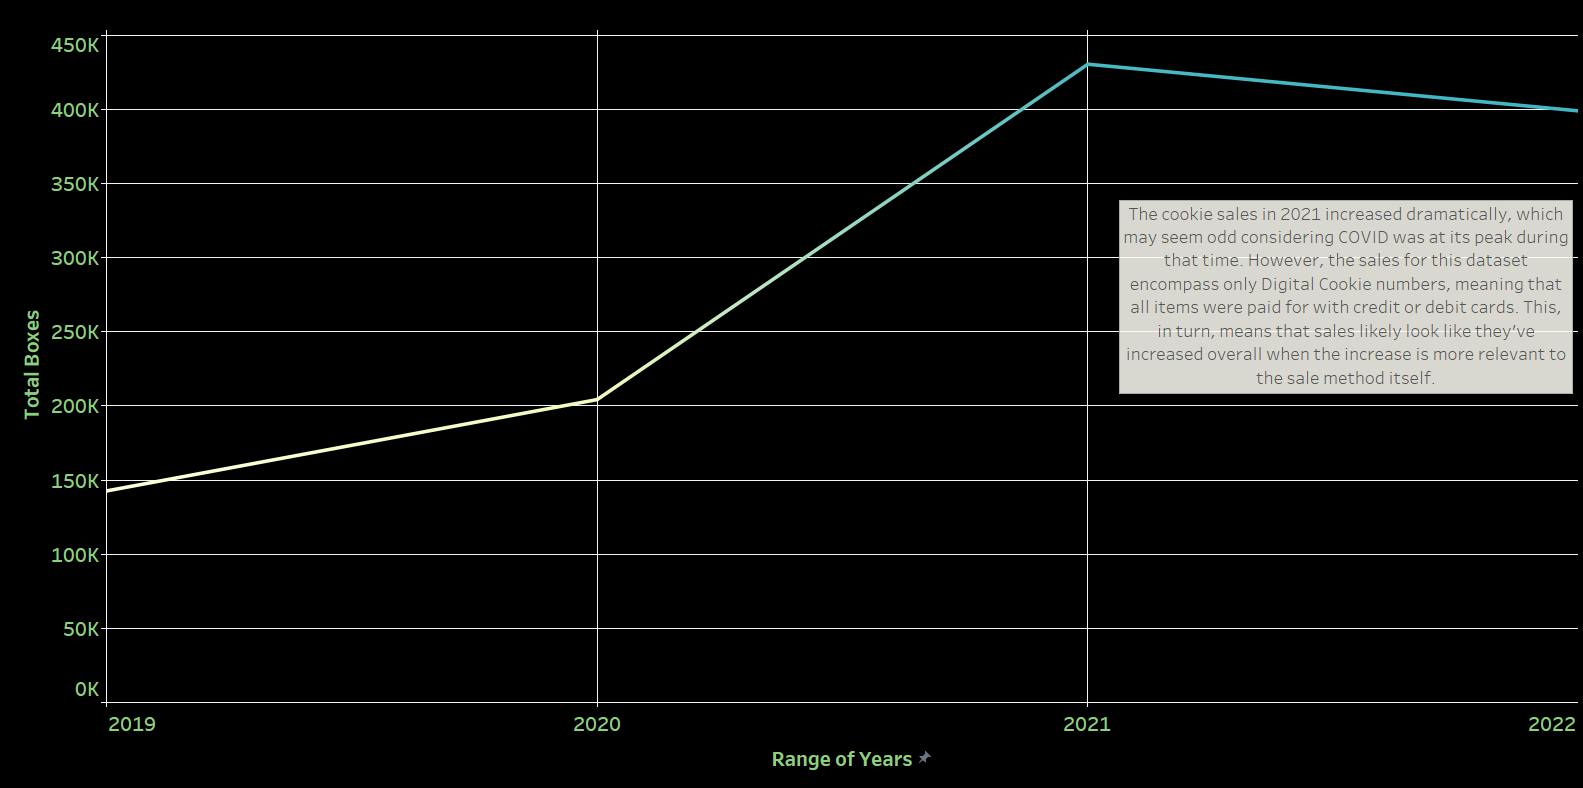 450K
400K
350K
300K
250K
200K
150K
100K
50K
0K
Total Boxes
The cookie sales in 2021 increased dramatically, which
may seem odd considering COVID was at its peak during
that time. However, the sales for this dataset
encompass only Digital Cookie numbers, meaning that
all items were paid for with credit or debit cards. This,
in turn, means that sales likely look like they've
increased overall when the increase is more relevant to
the sale method itself.
2019 2020 2021 2022
Range of Years